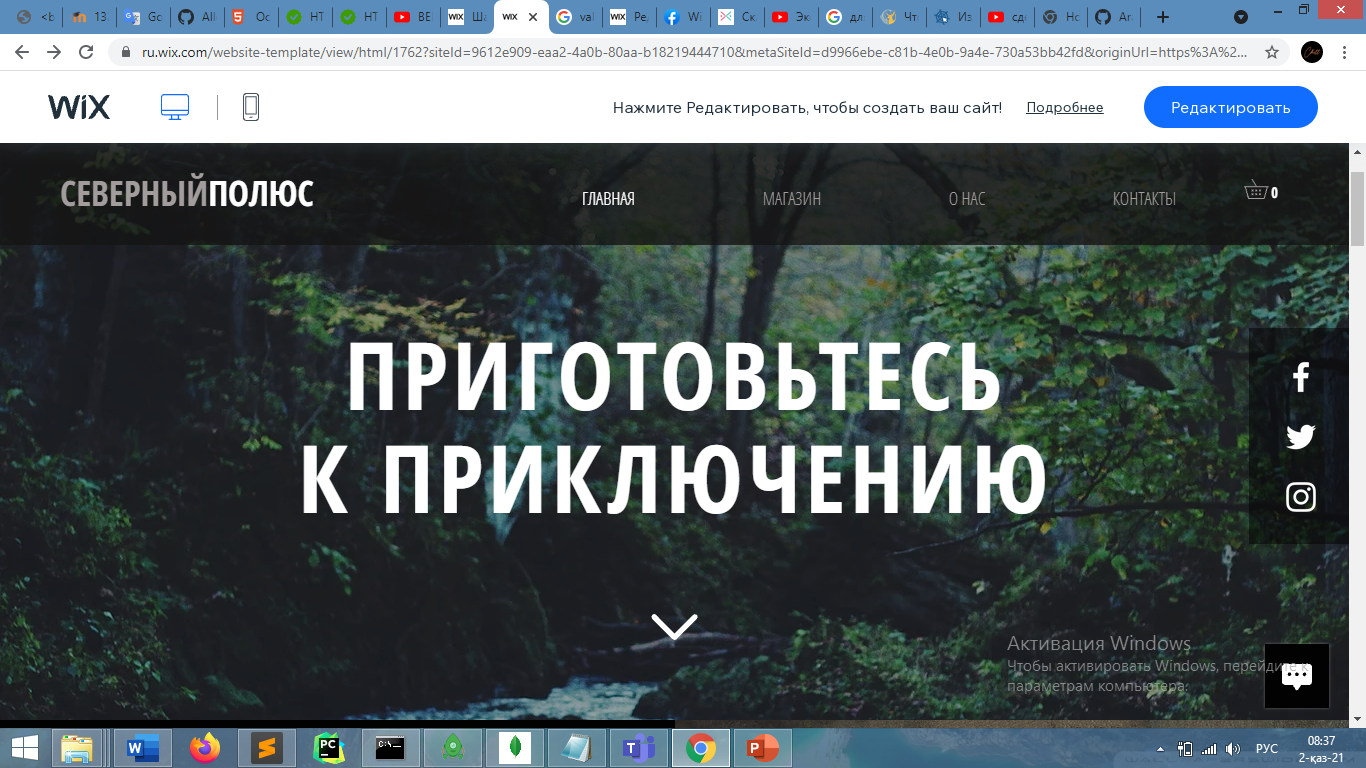 <b
13.
Go
All
Oc
HT
HT
BE
Ша
val
Ре,
Wi
Ск
Эк
дл
Чт
Из
сд
Но
Ar
ru.wix.com/website-template/view/html/1762?siteId=9612e909-eaa2-4a0b-80aa-b18219444710&metaSiteId=d9966ebe-c81b-4e0b-9a4e-730a53bb42fd&originUrl=https%3A%2...
WiX
Нажмите Редактировать, чтобы создать ваш сайт!
Подробнее
Редактировать
СЕВЕРНЫЙПОЛЮС
ГЛАВНАЯ
МАГАЗИН
О НАС
КОНТАКТЫ
0
ПРИГОТОВЬТЕСЬ
К ПРИКЛЮЧЕНИЮ
Активация Windows
Чтобы активировать Windows, перейдите к
параметрам компьютера.
РУС
08:37
2-қаз-21